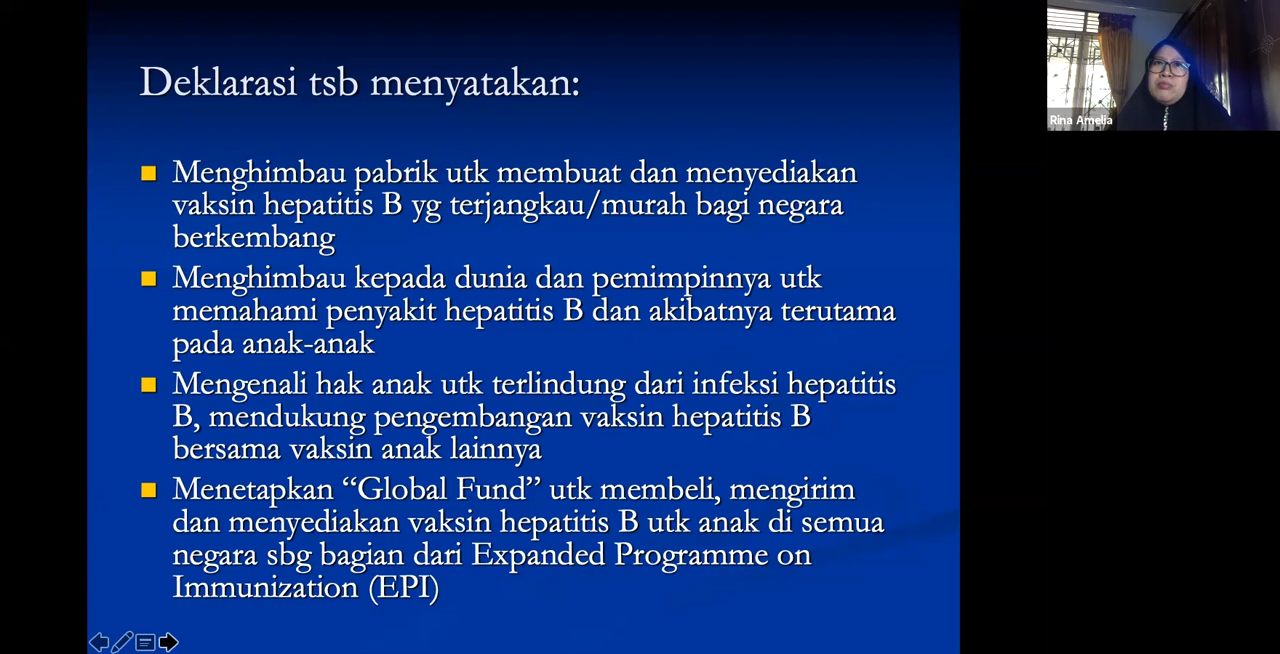 Deklarasi tsb menyatakan:
Menghimbau pabrik utk membuat dan menyediakan
vaksin hepatitis B yg terjangkau/murah bagi negara
berkembang
Menghimbau kepada dunia dan pemimpinnya utk
memahami penyakit hepatitis B dan akibatnya terutama
pada anak-anak
Mengenali hak anak utk terlindung dari infeksi hepatitis
B, mendukung pengembangan vaksin hepatitis B
bersama vaksin anak lainnya
Menetapkan “Global Fund” utk membeli, mengirim
dan menyediakan vaksin hepatitis B utk anak di semua
negara sbg bagian dari Expanded Programme on
Immunization (EPI)
Rina Amelia